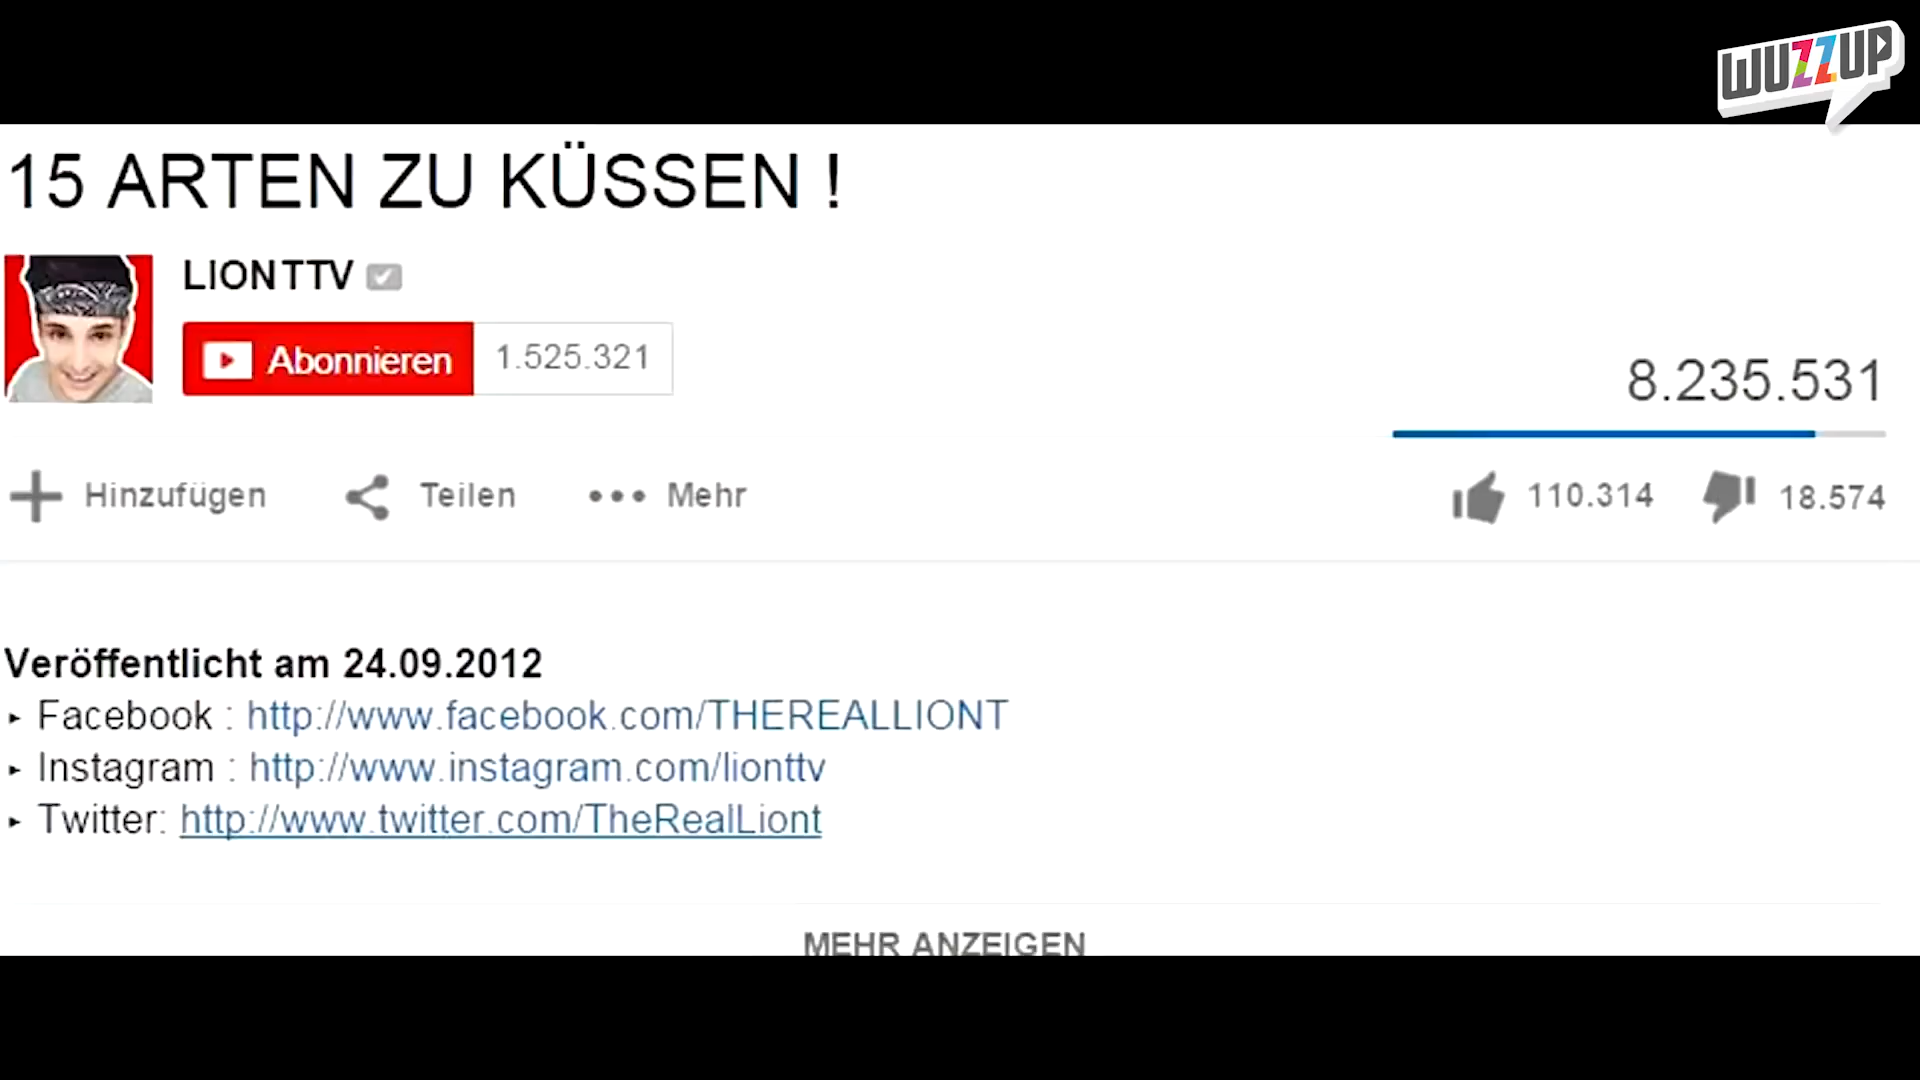 WUZZUP
15 ARTEN ZU KÜSSEN !
LIONTTV
Abonnieren 1.525.321
8.235.531
Hinzufügen Teilen Mehr 110.314 18.574
Veröffentlicht am 24.09.2012
▸ Facebook : http://www.facebook.com/THEREALLIONT
▸ Instagram : http://www.instagram.com/lionttv
▸ Twitter: http://www.twitter.com/TheRealLiont
MEHR ANZEIGEN